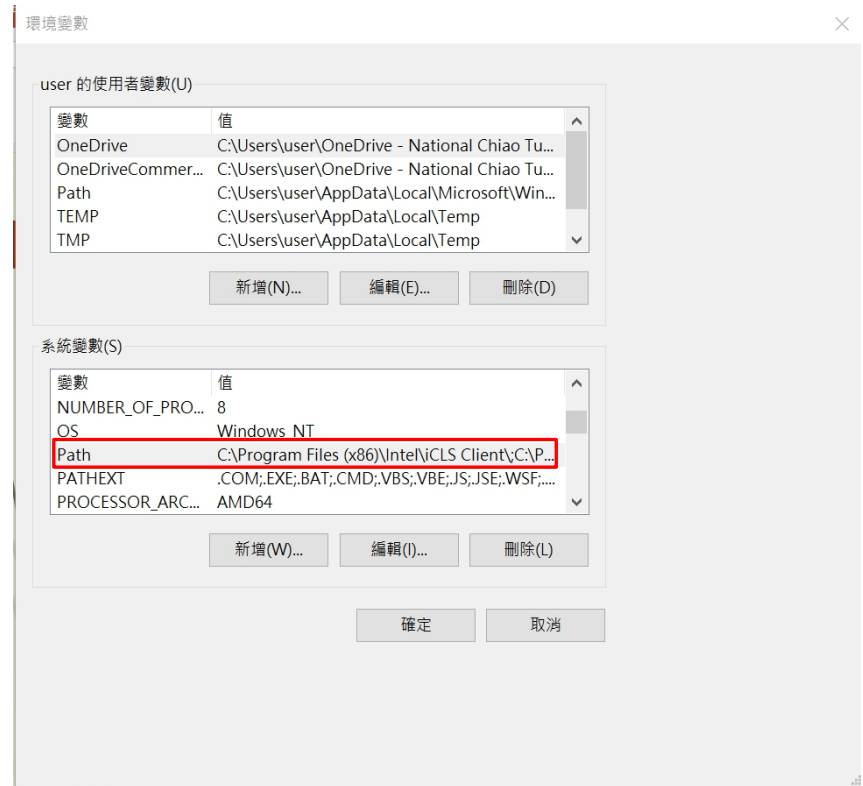 環境變數
user 的使用者變數(U)
變數 值
OneDrive C:\Users\user\OneDrive - National Chiao Tu...
OneDriveCommer... C:\Users\user\OneDrive - National Chiao Tu...
Path C:\Users\user\AppData\Local\Microsoft\Win...
TEMP C:\Users\user\AppData\Local\Temp
TMP C:\Users\user\AppData\Local\Temp
新增(N)... 編輯(E)... 刪除(D)
系統變數(S)
變數 值
NUMBER_OF_PRO... 8
OS Windows_NT
Path C:\Program Files (x86)\Intel\iCLS Client\;C:\P...
PATHEXT .COM;.EXE;.BAT;.CMD;.VBS;.VBE;.JS;.JSE;.WSF;....
PROCESSOR_ARC... AMD64
新增(W)... 編輯(I)... 刪除(L)
確定 取消